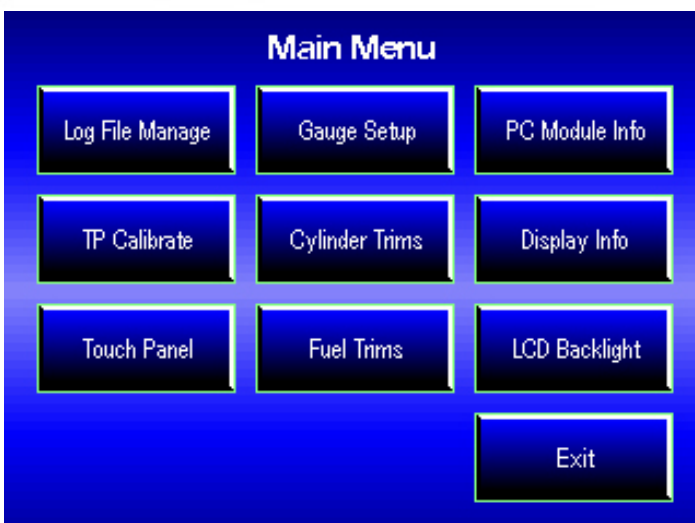 Main Menu
Log File Manage
Gauge Setup
PC Module Info
TP Calibrate
Cylinder Trims
Display Info
Touch Panel
Fuel Trims
LCD Backlight
Exit